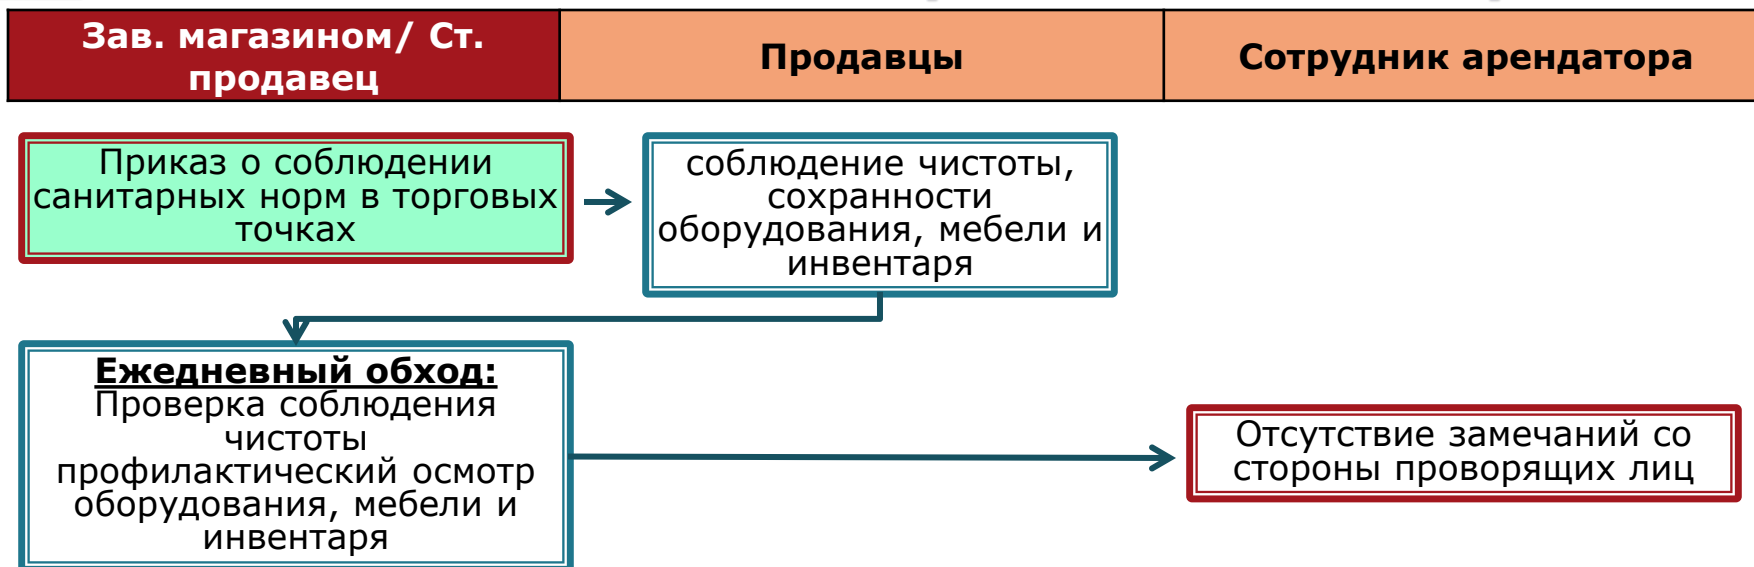 Зав. магазином/ Ст.
продавец
Продавцы
Сотрудник арендатора
Приказ о соблюдении
санитарных норм в торговых
точках
соблюдение чистоты,
сохранности
оборудования, мебели и
инвентаря
Ежедневный обход:
Проверка соблюдения
чистоты
профилактический осмотр
оборудования, мебели и
инвентаря
Отсутствие замечаний со
стороны проворящих лиц